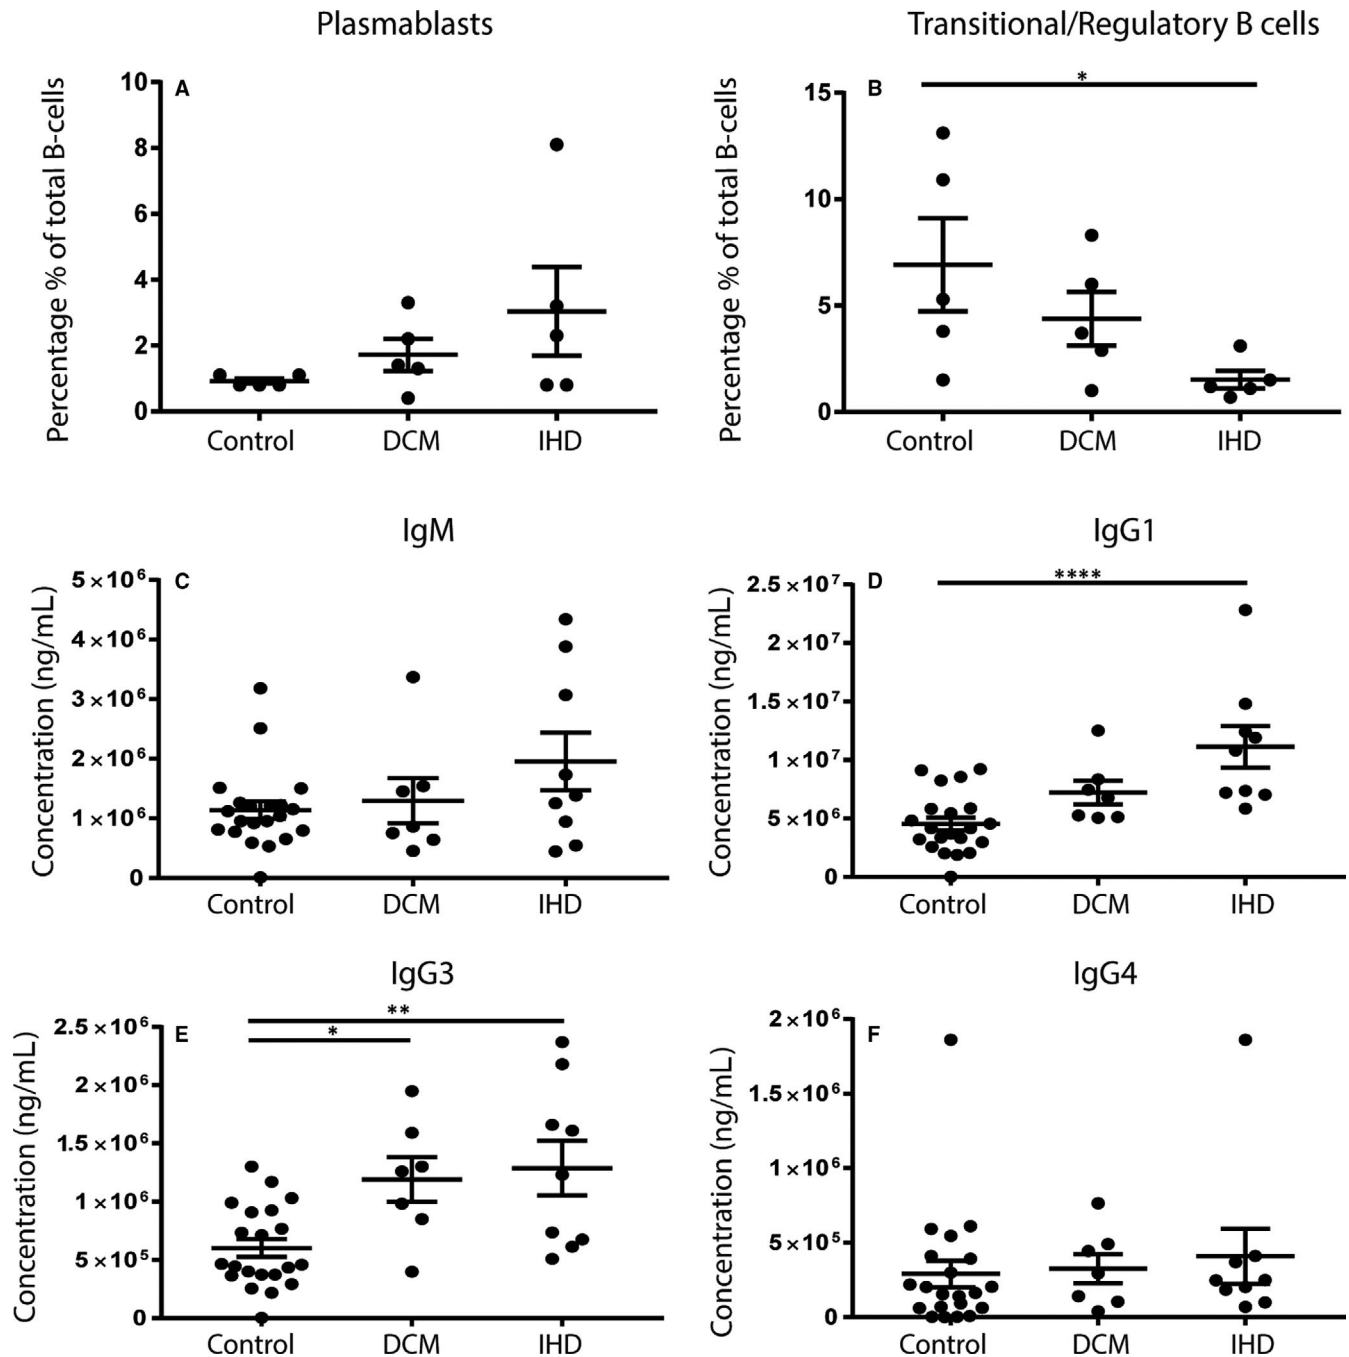 Plasmablasts
Transitional/Regulatory B cells
Percentage % of total B-cells
A
10
8
6
4
2
0
Control DCM IHD
Percentage % of total B-cells
B
*
15
10
5
0
Control DCM IHD
IgM
IgG1
Concentration (ng/mL)
C
5×10⁶
4×10⁶
3×10⁶
2×10⁶
1×10⁶
0
Control DCM IHD
Concentration (ng/mL)
D
****
2.5×10⁷
2×10⁷
1.5×10⁷
1×10⁷
5×10⁶
0
Control DCM IHD
IgG3
IgG4
Concentration (ng/mL)
E
**
*
2.5×10⁶
2×10⁶
1.5×10⁶
1×10⁶
5×10⁵
0
Control DCM IHD
Concentration (ng/mL)
F
2×10⁶
1.5×10⁶
1×10⁶
5×10⁵
0
Control DCM IHD